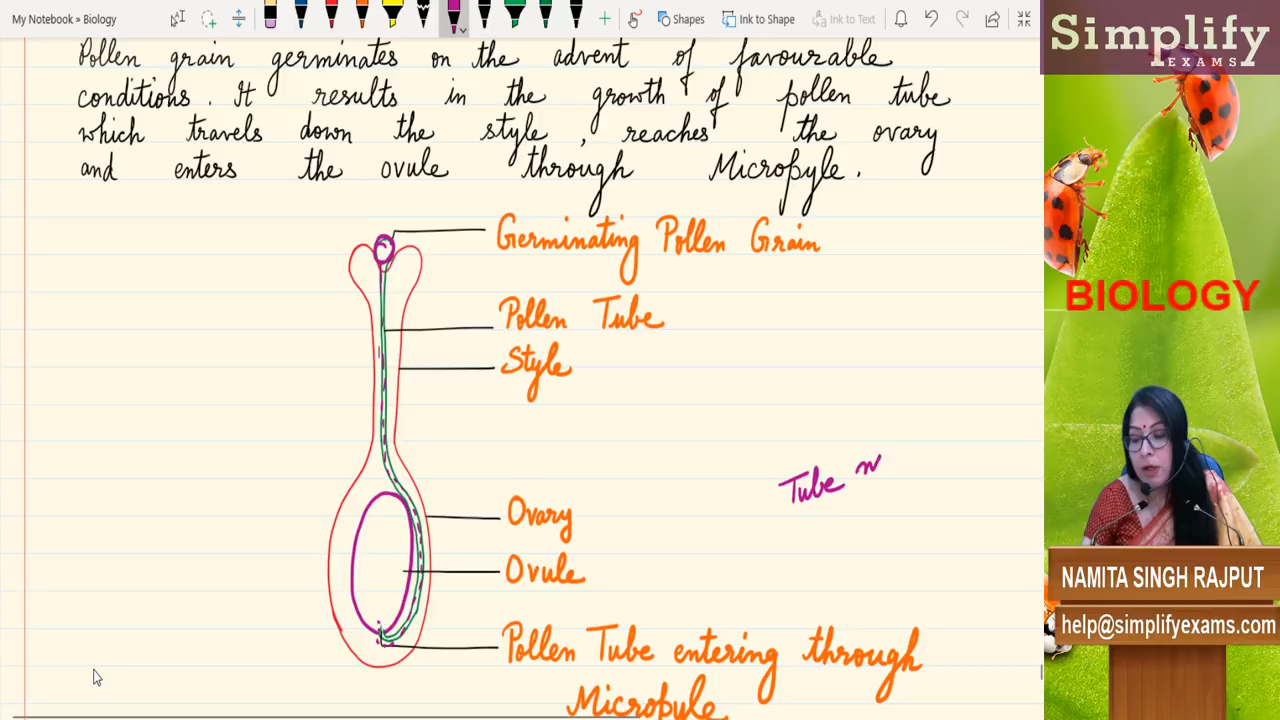 My Notebook » Biology
Shapes
Ink to Shape
Ink to Text
Simplify
EXAMS
Pollen grain germinates on the advent of favourable
conditions. It results in the growth of pollen tube
which travels down the style, reaches the ovary
and enters the ovule through Micropyle.
Germinating Pollen Grain
Pollen Tube
Style
BIOLOGY
Tube n
Ovary
Ovule
Pollen Tube entering through
Micropyle
NAMITA SINGH RAJPUT
help@simplifyexams.com